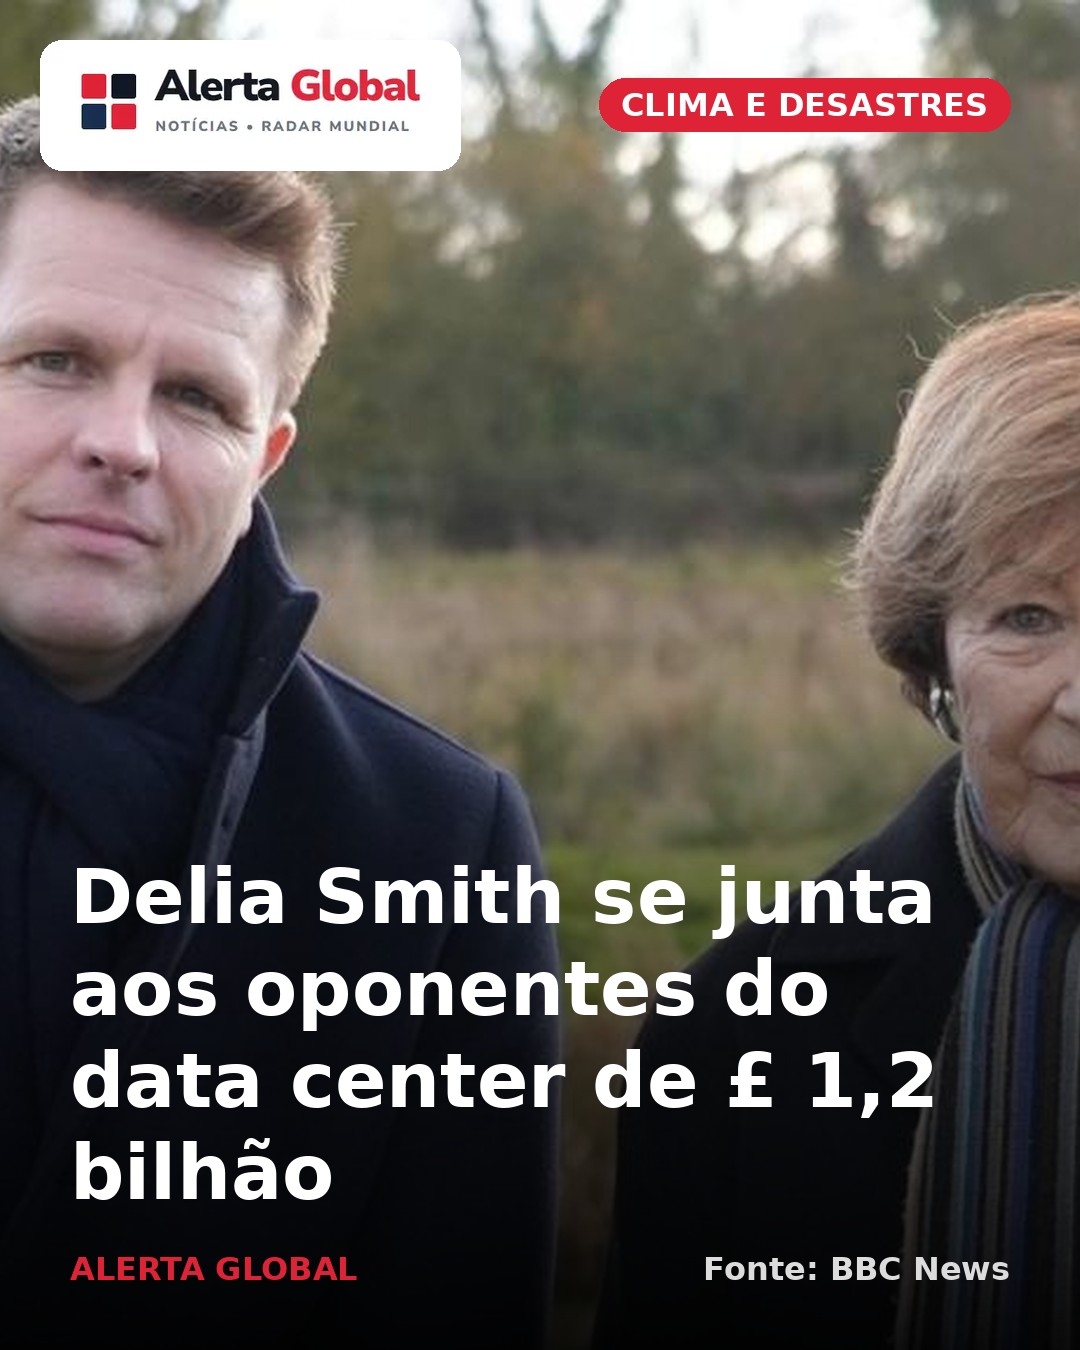 Alerta Global
NOTÍCIAS • RADAR MUNDIAL
CLIMA E DESASTRES
Delia Smith se junta
aos oponentes do
data center de £ 1,2
bilhão
ALERTA GLOBAL
Fonte: BBC News